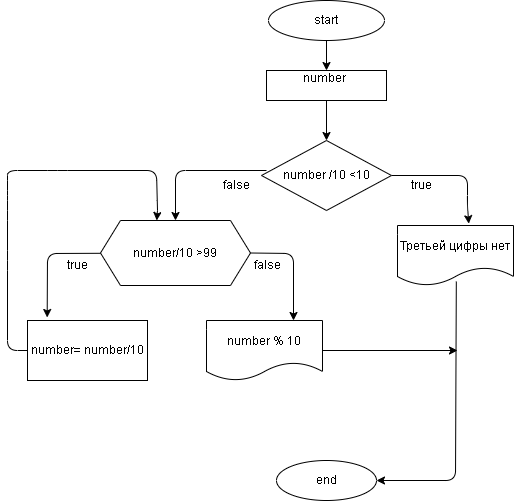 start
number
number /10 <10
false
true
number/10 >99
Третьей цифры нет
true
false
number= number/10
number % 10
end